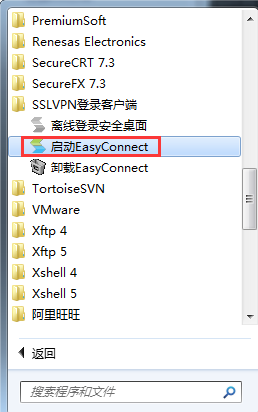 PremiumSoft
Renesas Electronics
SecureCRT 7.3
SecureFX 7.3
SSLVPN登录客户端
离线登录安全桌面
启动EasyConnect
卸载EasyConnect
TortoiseSVN
VMware
Xftp 4
Xftp 5
Xshell 4
Xshell 5
阿里旺旺
返回
搜索程序和文件